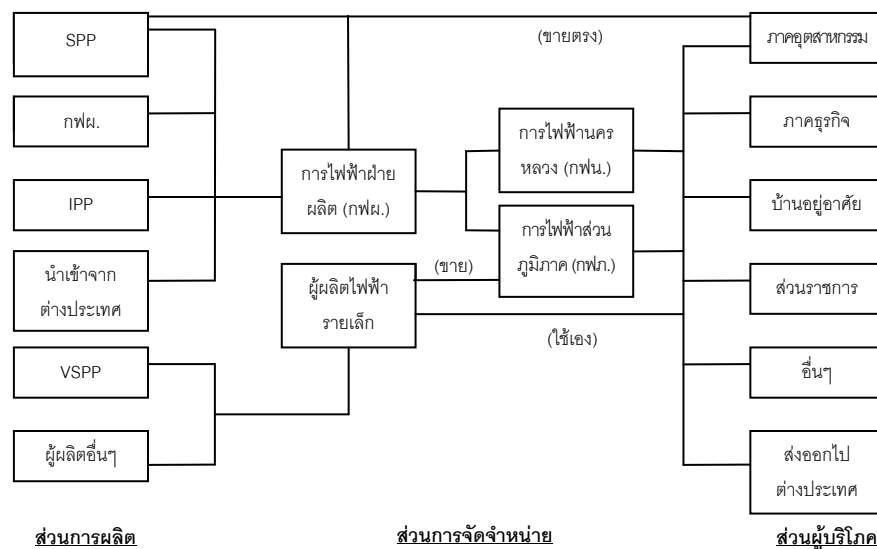 SPP
กฟผ.
IPP
นำเข้าจาก
ต่างประเทศ
VSPP
ผู้ผลิตอื่นๆ
ส่วนการผลิต
(ขายตรง)
การไฟฟ้าฝ่าย
ผลิต (กฟผ.)
การไฟฟ้านคร
หลวง (กฟน.)
การไฟฟ้าส่วน
ภูมิภาค (กฟภ.)
ผู้ผลิตไฟฟ้า
รายเล็ก
(ขาย)
(ใช้เอง)
ส่วนการจัดจำหน่าย
ภาคอุตสาหกรรม
ภาคธุรกิจ
บ้านอยู่อาศัย
ส่วนราชการ
อื่นๆ
ส่งออกไป
ต่างประเทศ
ส่วนผู้บริโภค